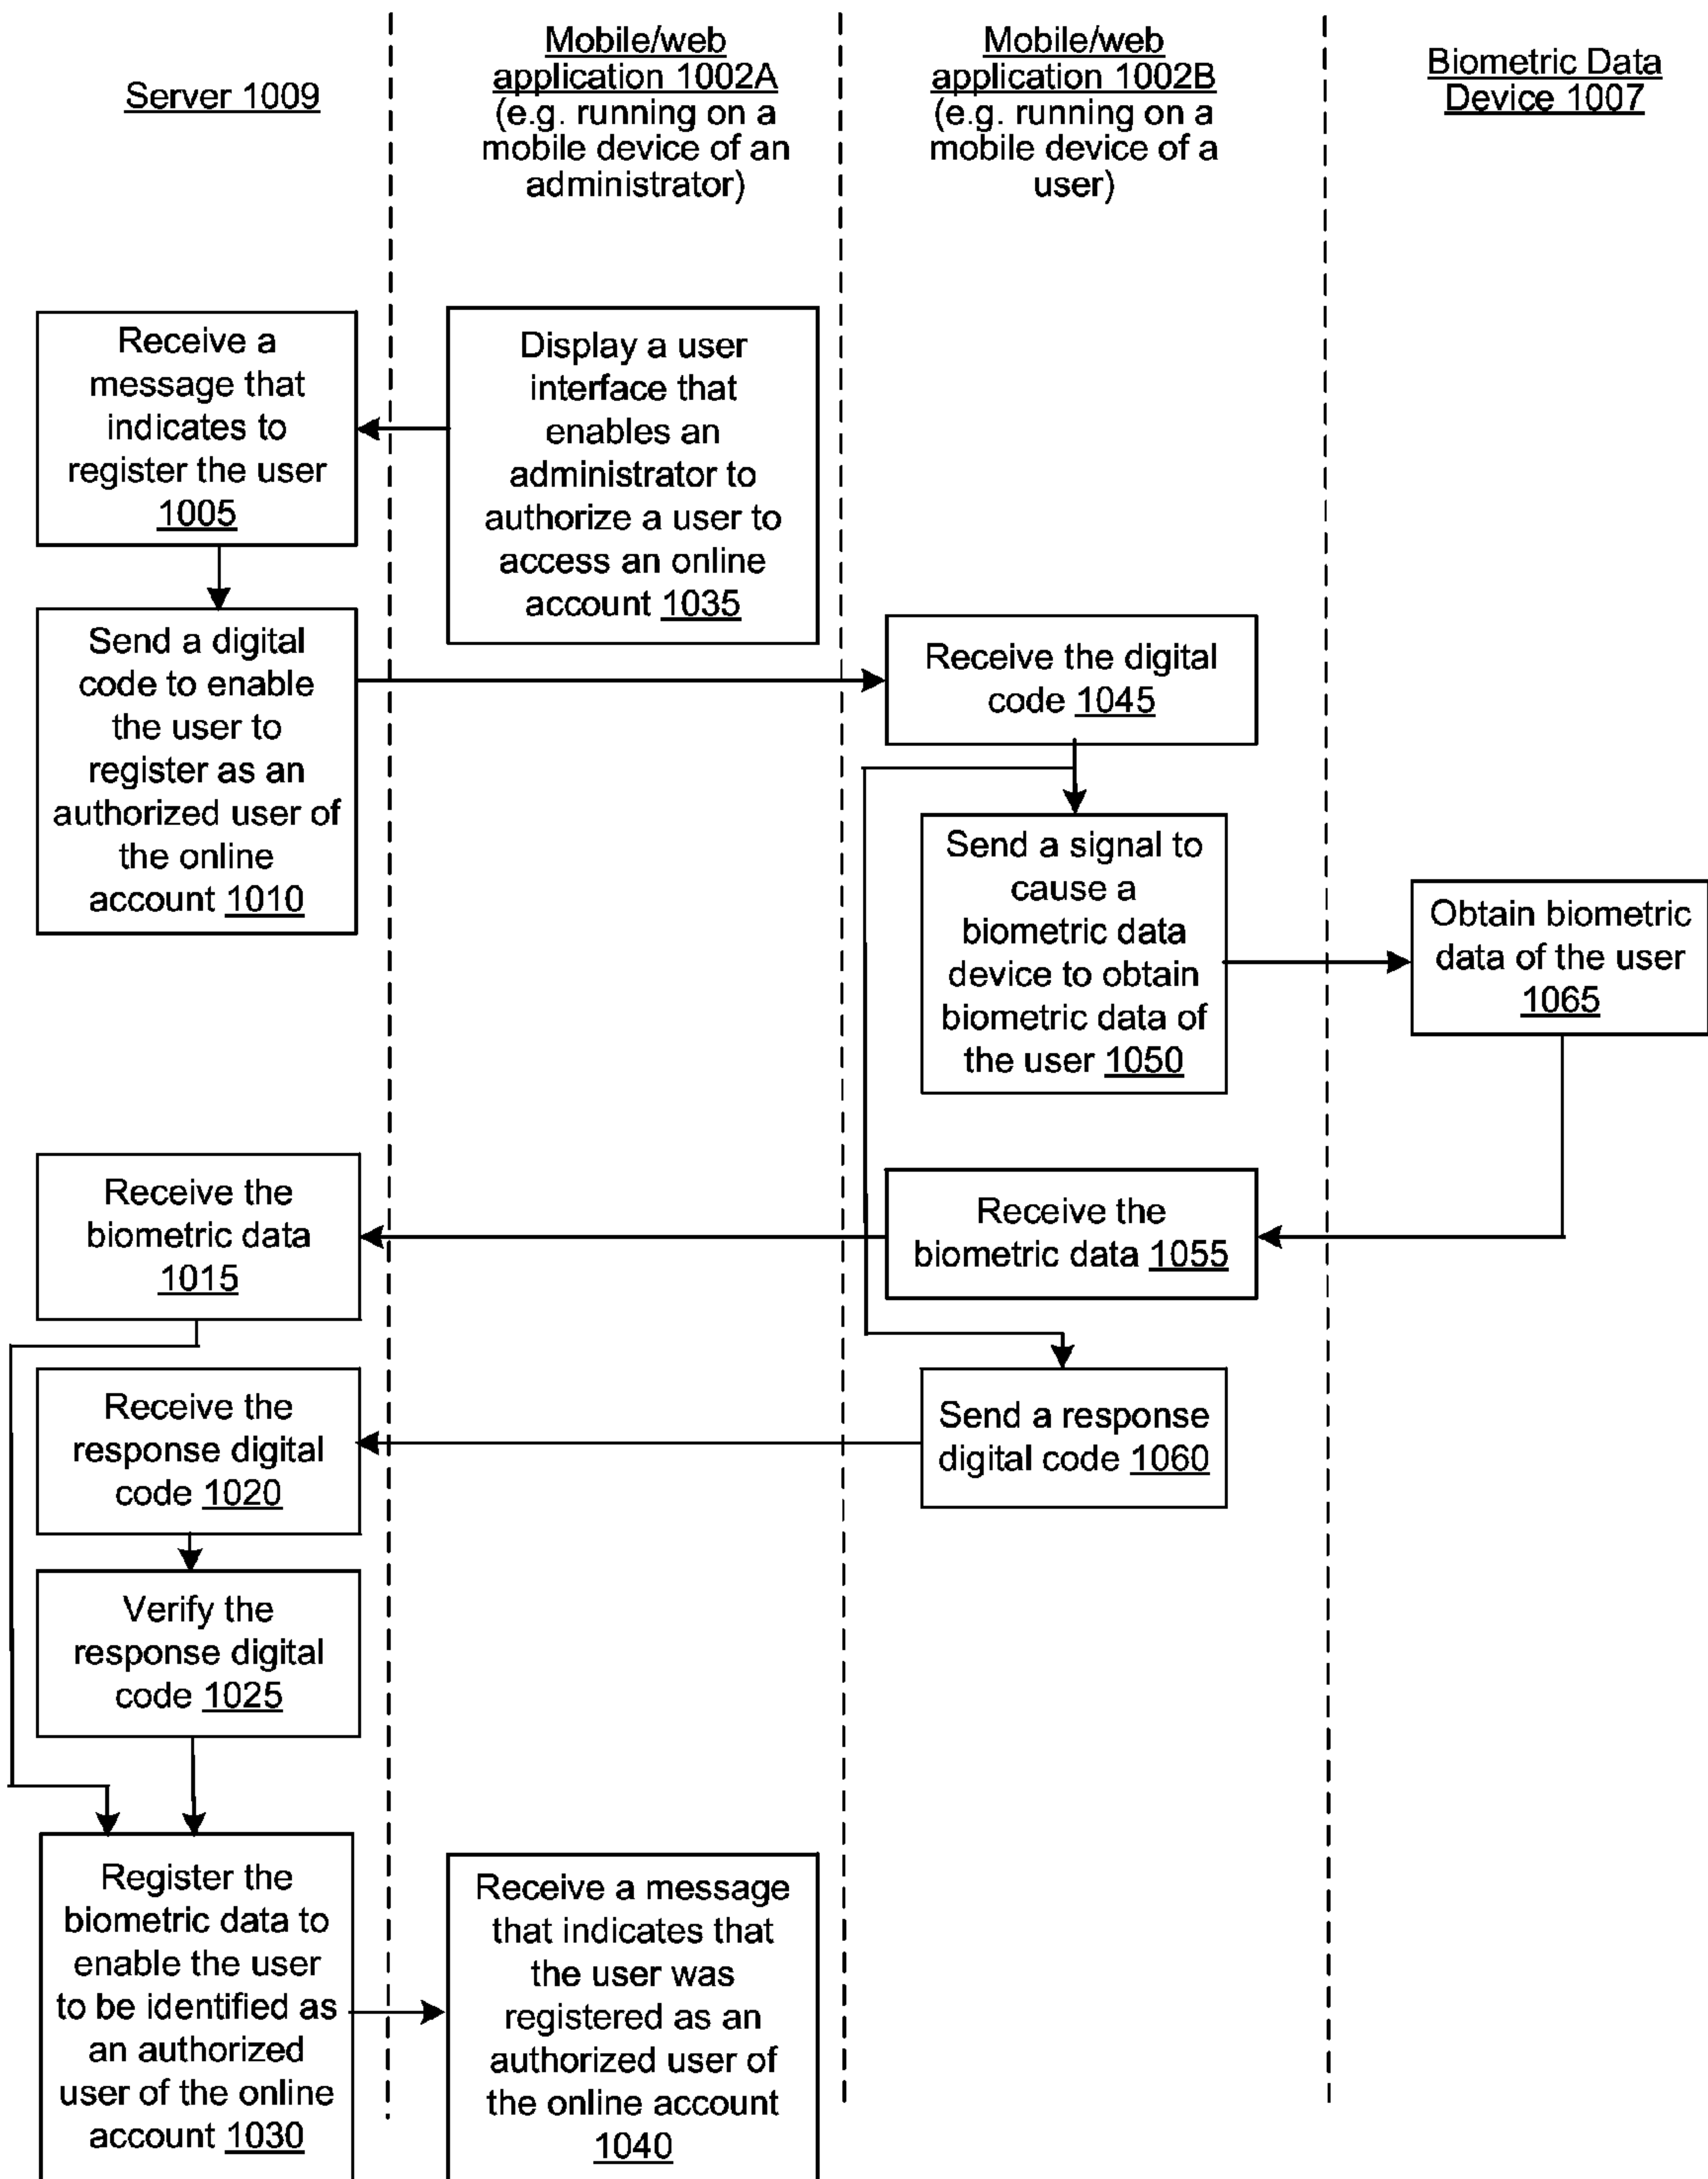 Server 1009
Mobile/web
application 1002A
(e.g. running on a
mobile device of an
administrator)
Mobile/web
application 1002B
(e.g. running on a
mobile device of a
user)
Biometric Data
Device 1007
Receive a
message that
indicates to
register the user
1005
Display a user
interface that
enables an
administrator to
authorize a user to
access an online
account 1035
Send a digital
code to enable
the user to
register as an
authorized user of
the online
account 1010
Receive the digital
code 1045
Send a signal to
cause a
biometric data
device to obtain
biometric data of
the user 1050
Obtain biometric
data of the user
1065
Receive the
biometric data
1015
Receive the
biometric data 1055
Receive the
response digital
code 1020
Send a response
digital code 1060
Verify the
response digital
code 1025
Register the
biometric data to
enable the user
to be identified as
an authorized
user of the online
account 1030
Receive a message
that indicates that
the user was
registered as an
authorized user of
the online account
1040